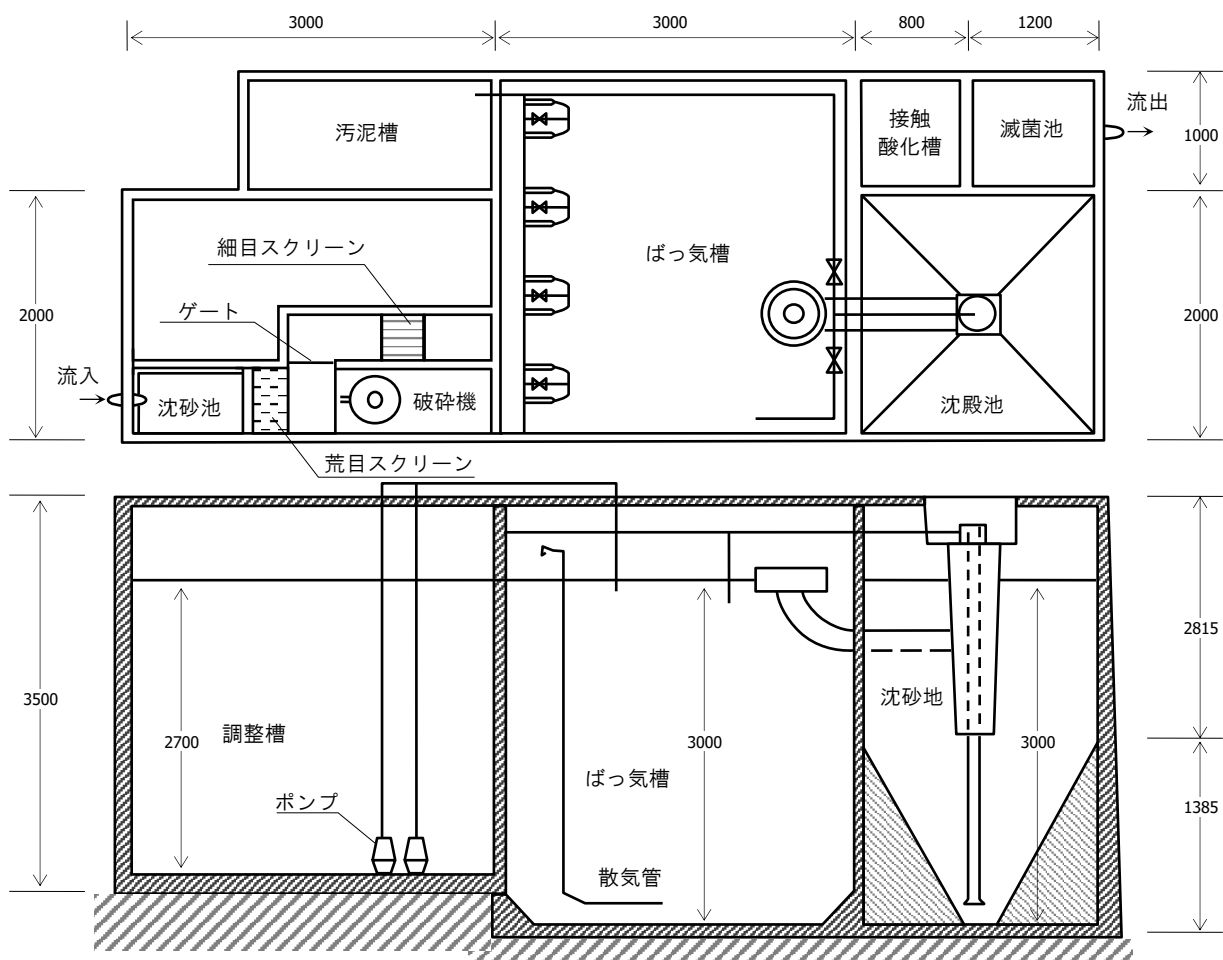 3000
3000
800
1200
汚泥槽
接触
酸化槽
滅菌池
流出
1000
細目スクリーン
ばっ気槽
ゲート
2000
2000
流入
沈砂池
破砕機
沈殿池
荒目スクリーン
3500
2700
調整槽
ポンプ
3000
ばっ気槽
散気管
沈砂地
3000
2815
1385